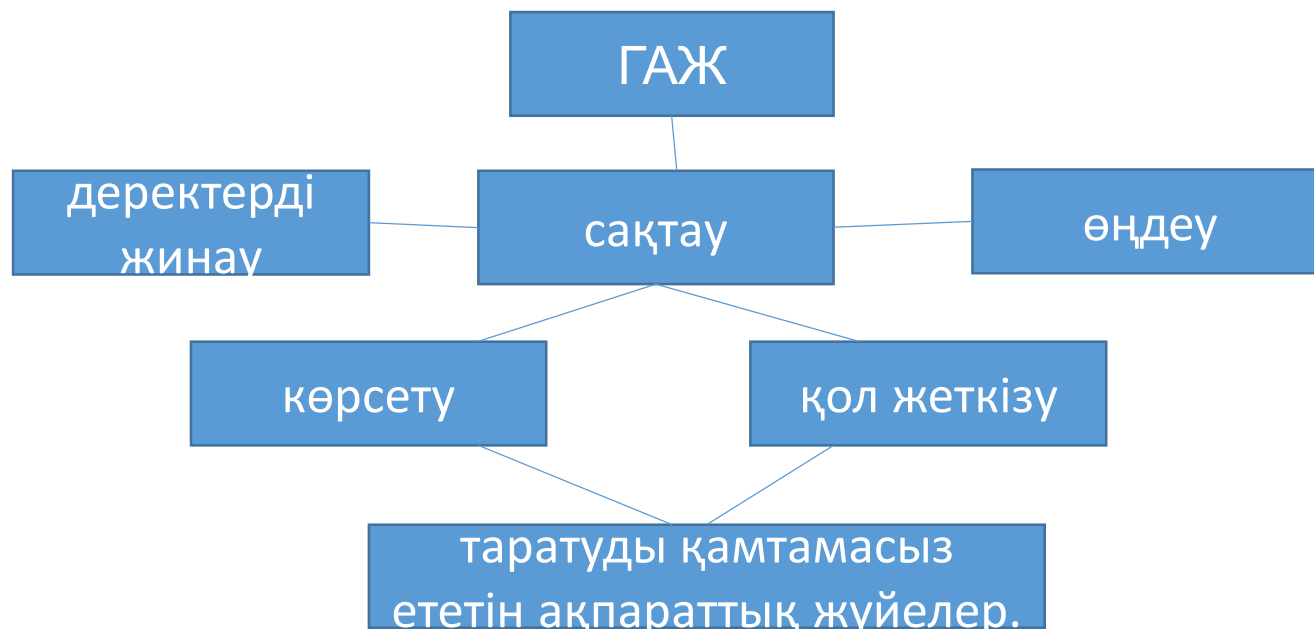 ГАЖ
деректерді
жинау
сақтау
өңдеу
көрсету
қол жеткізу
таратуды қамтамасыз
ететін ақпараттық жүйелер.